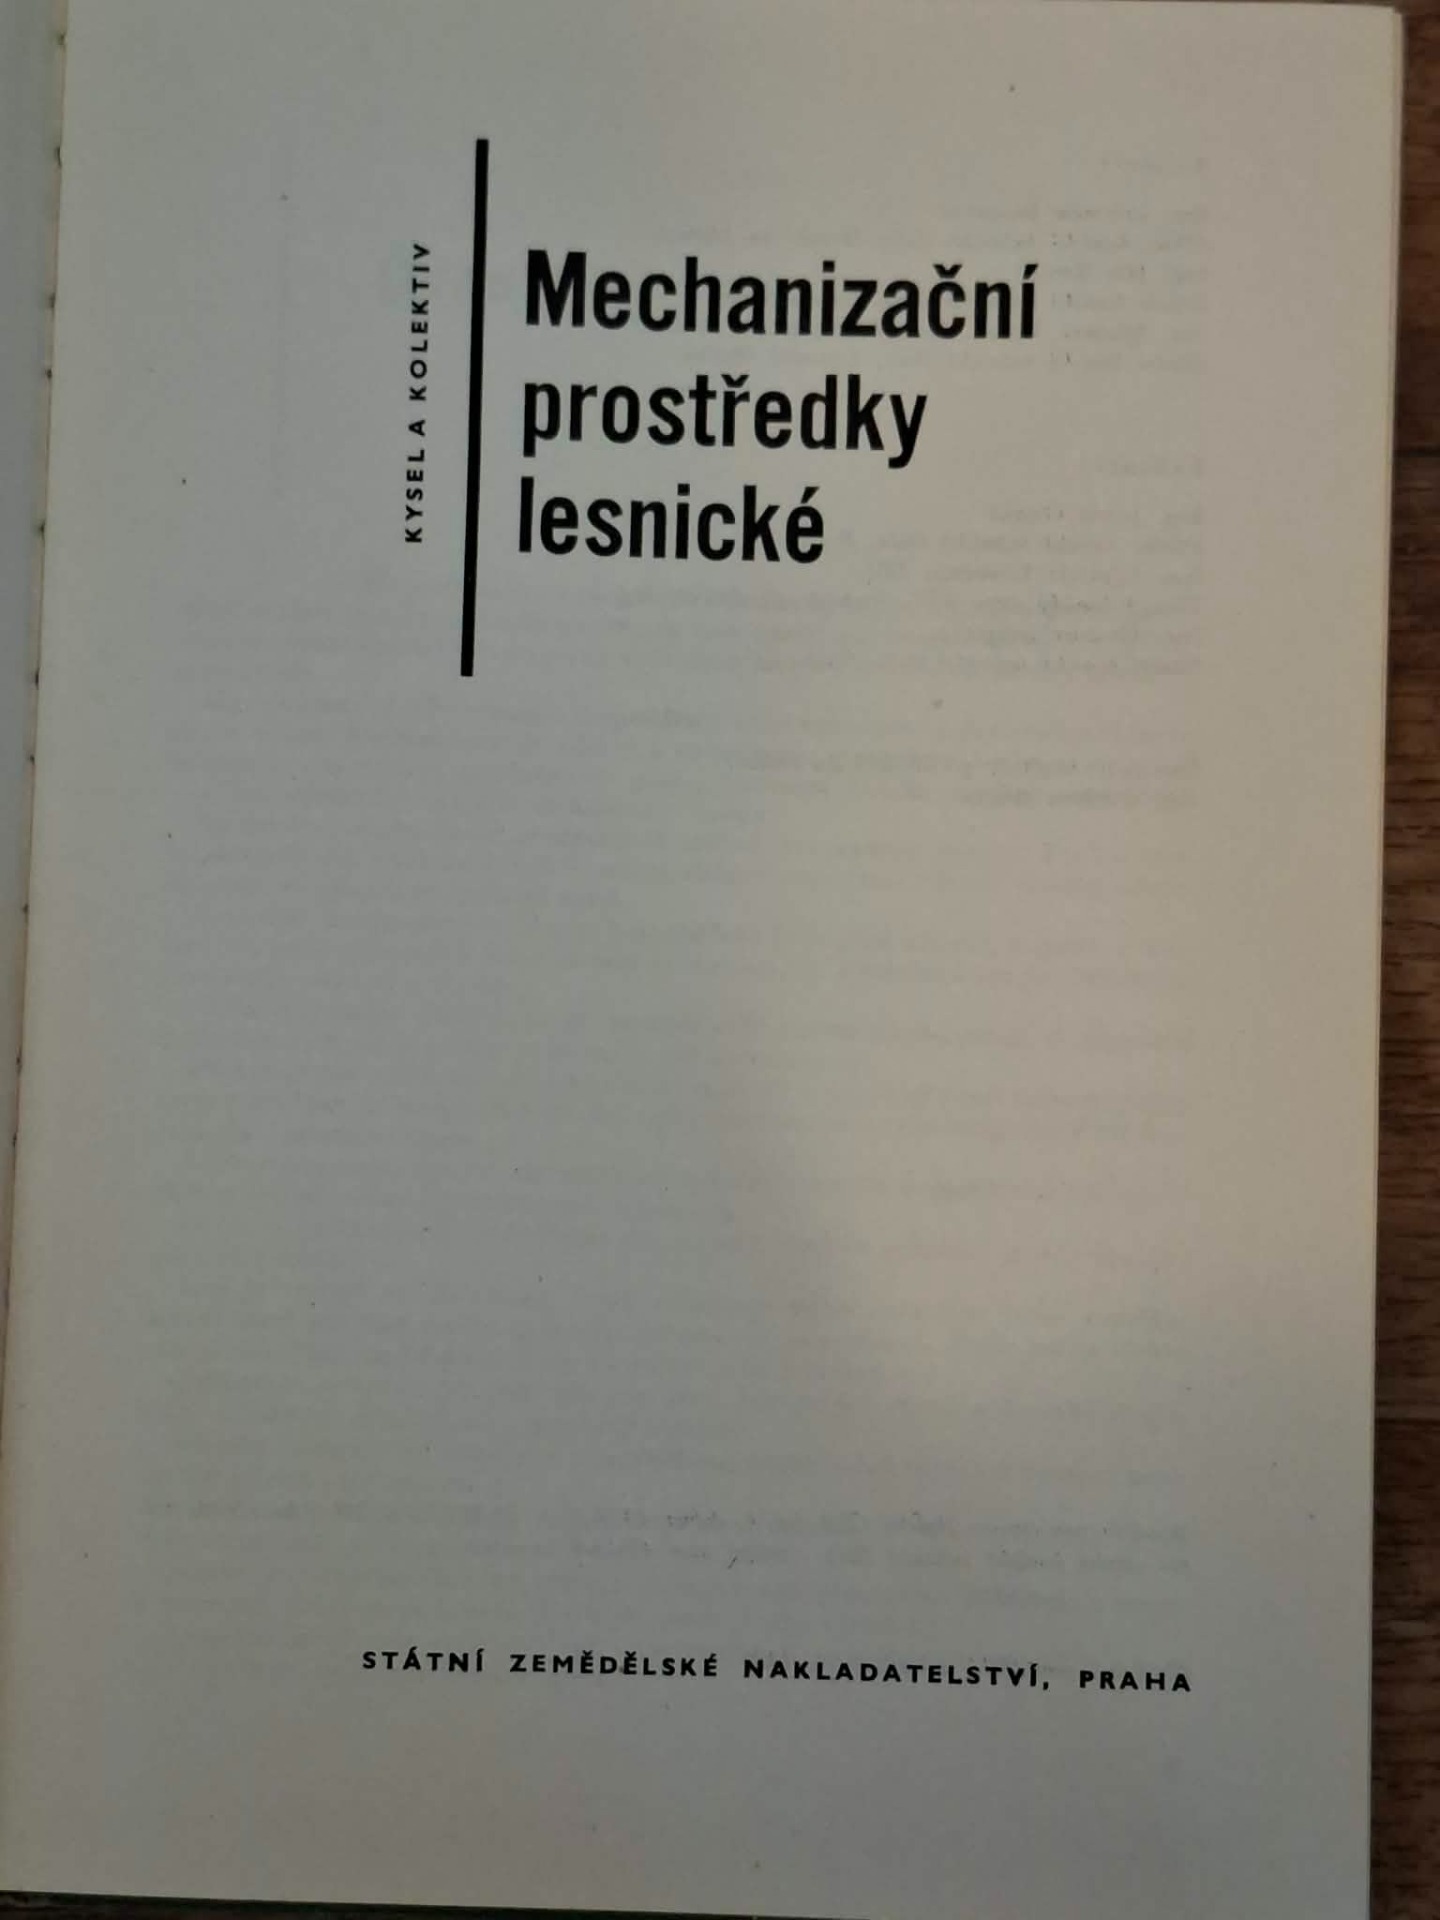 KYSEL A KOLEKTIV
Mechanizační
prostředky
lesnické
STÁTNÍ ZEMĚDĚLSKÉ NAKLADATELSTVÍ, PRAHA